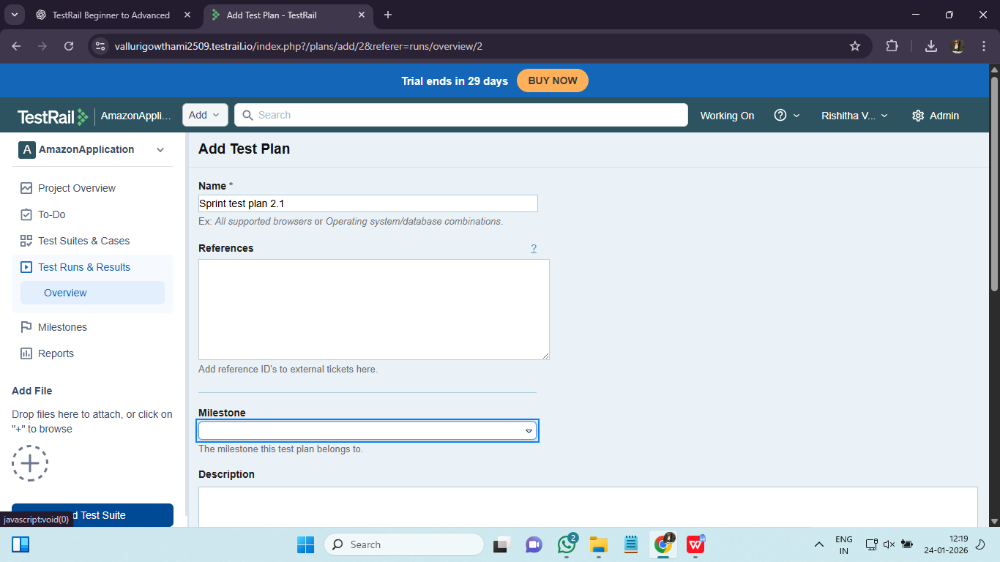 TestRail Beginner to Advanced
Add Test Plan - TestRail
vallurigowthami2509.testrail.io/index.php?/plans/add/2&referer=runs/overview/2
Trial ends in 29 days
BUY NOW
TestRail
AmazonAppli...
Add
Search
Working On
?
Rishitha V...
Admin
A
AmazonApplication
Project Overview
To-Do
Test Suites & Cases
Test Runs & Results
Overview
Milestones
Reports
Add File
Drop files here to attach, or click on
"+" to browse
d Test Suite
javascript:void(0)
Add Test Plan
Name *
Sprint test plan 2.1
Ex: All supported browsers or Operating system/database combinations.
References
?
Add reference ID's to external tickets here.
Milestone
The milestone this test plan belongs to.
Description
Search
2
W
ENG
IN
12:19
24-01-2026